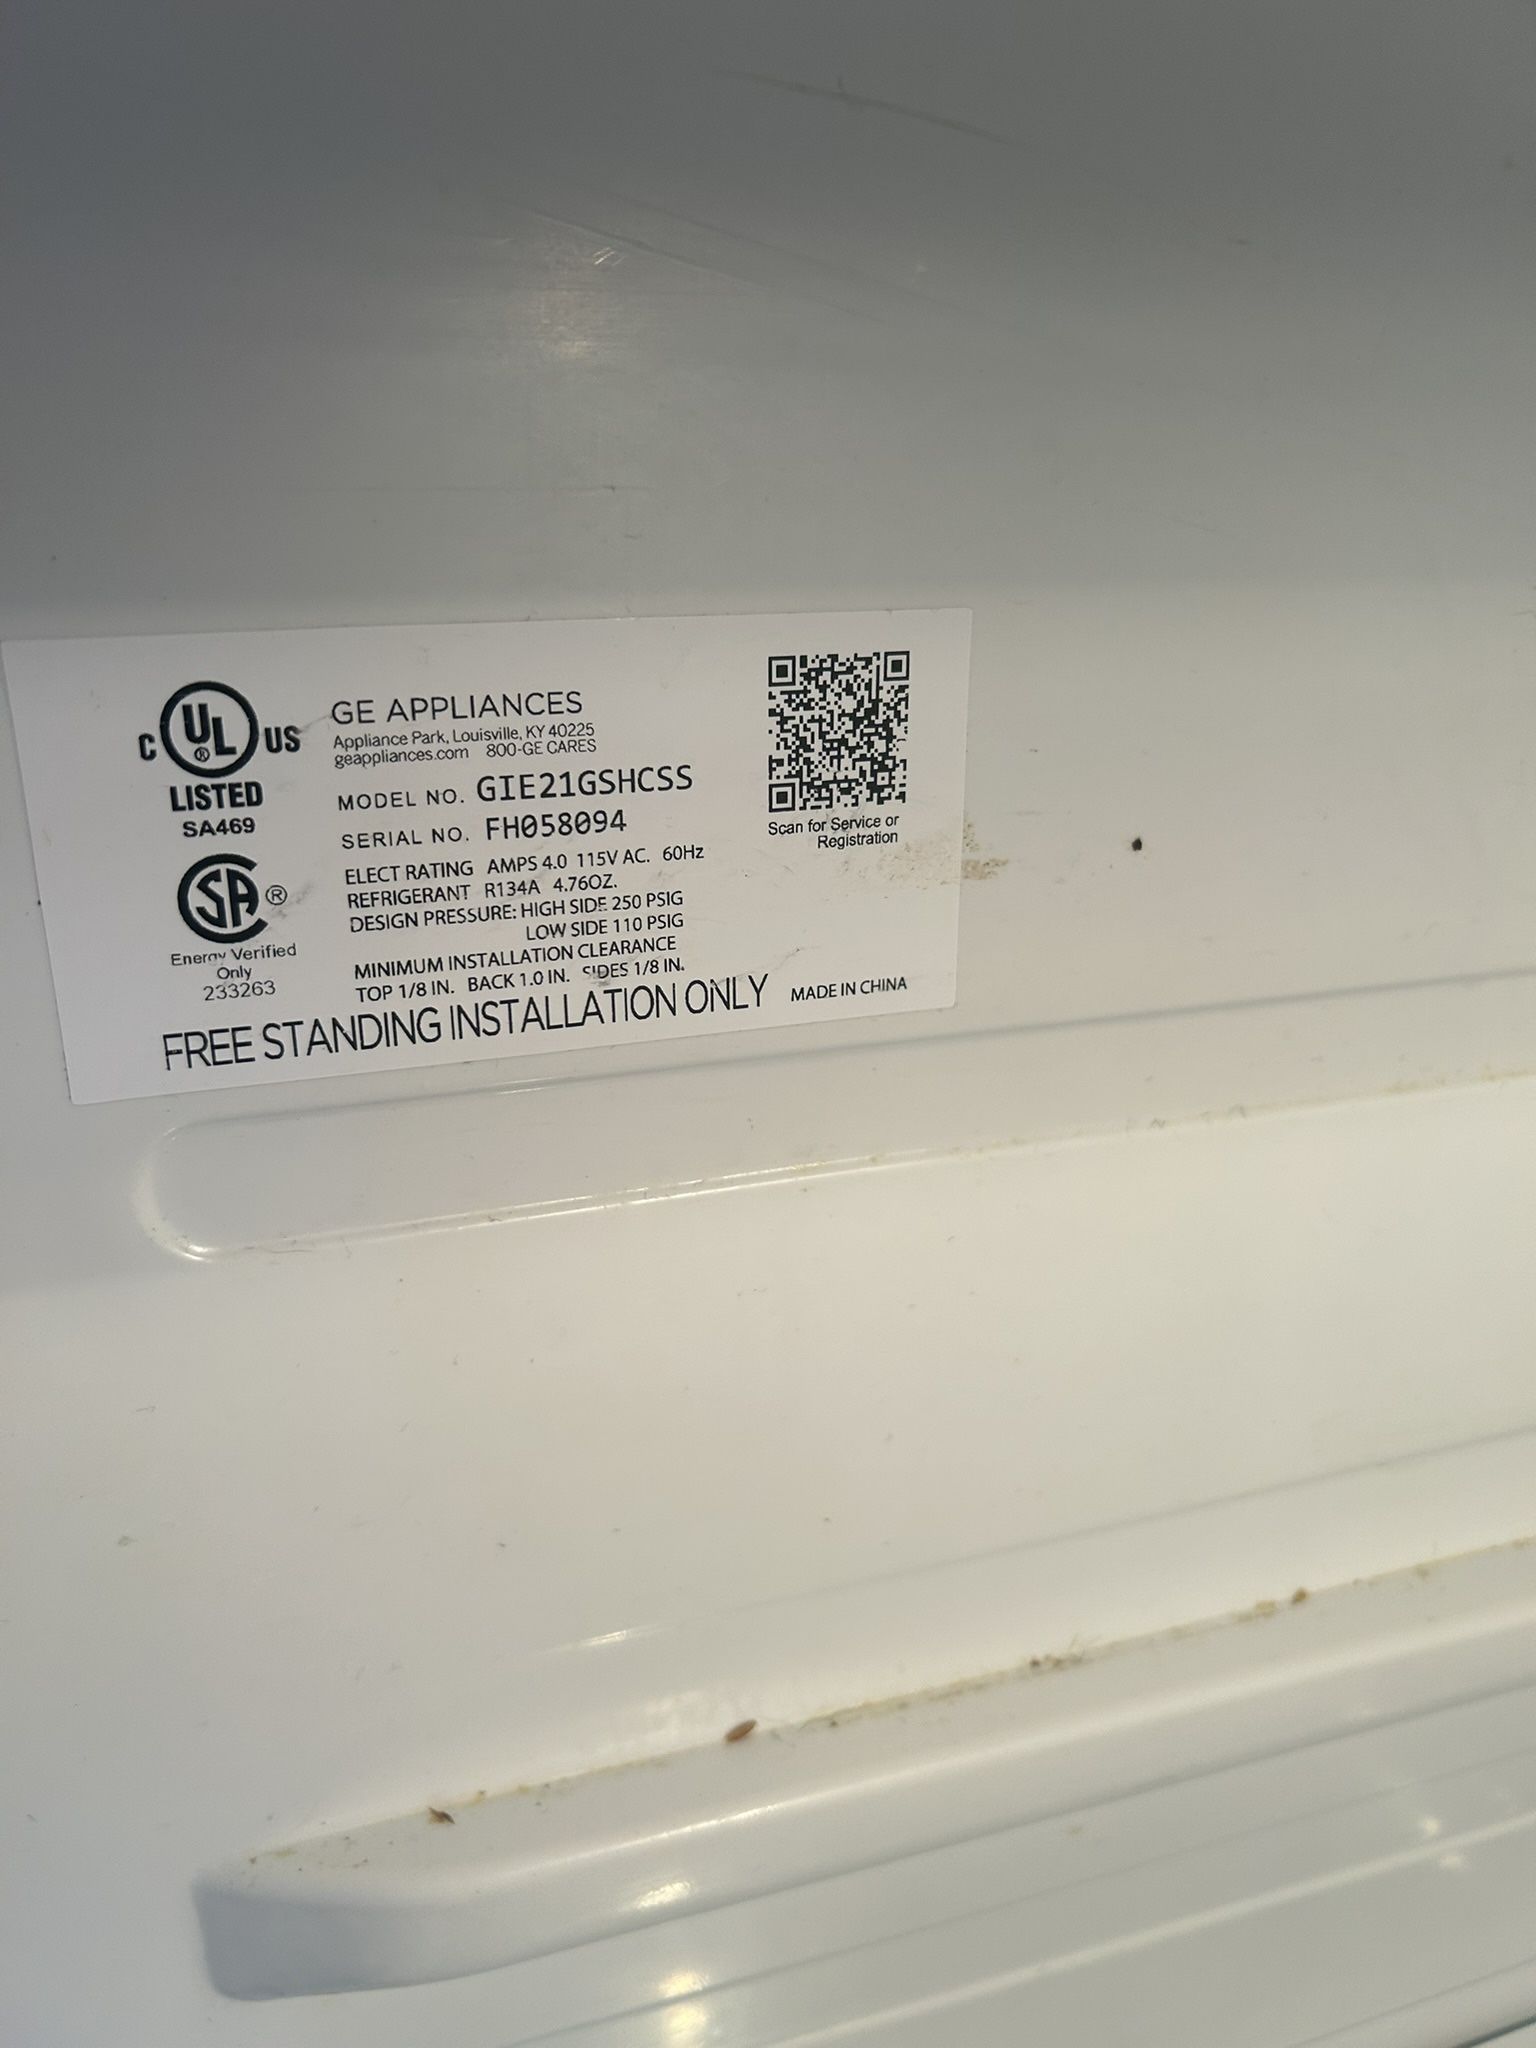 C UL ® US
LISTED
SA469
SA ®
Energy Verified
Only
233263
GE APPLIANCES
Appliance Park, Louisville, KY 40225
geappliances.com 800-GE CARES
MODEL NO. GIE21GSHCSS
SERIAL NO. FH058094
ELECT RATING AMPS 4.0 115V AC. 60Hz
REFRIGERANT R134A 4.76OZ.
DESIGN PRESSURE: HIGH SIDE 250 PSIG
LOW SIDE 110 PSIG
MINIMUM INSTALLATION CLEARANCE
TOP 1/8 IN. BACK 1.0 IN. SIDES 1/8 IN.
FREE STANDING INSTALLATION ONLY
MADE IN CHINA
Scan for Service or
Registration